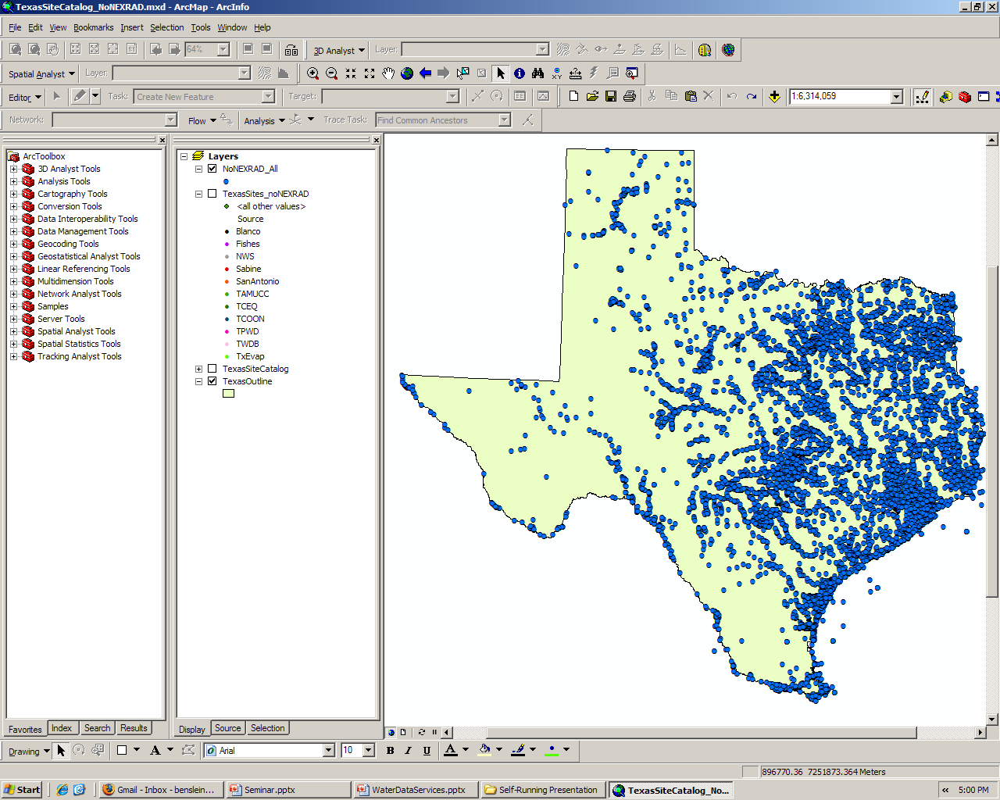 TexasSiteCatalog_NoNEXRAD.mxd - ArcMap - ArcInfo
File Edit View Bookmarks Insert Selection Tools Window Help
64% 3D Analyst Layer:
Spatial Analyst Layer:
Editor Task: Create New Feature Target: 1:6,314,059
Network: Flow Analysis Trace Task: Find Common Ancestors
ArcToolbox
3D Analyst Tools
Analysis Tools
Cartography Tools
Conversion Tools
Data Interoperability Tools
Data Management Tools
Geocoding Tools
Geostatistical Analyst Tools
Linear Referencing Tools
Multidimension Tools
Network Analyst Tools
Samples
Server Tools
Spatial Analyst Tools
Spatial Statistics Tools
Tracking Analyst Tools
Favorites Index Search Results
Layers
NoNEXRAD_All
TexasSites_noNEXRAD
<all other values>
Source
Blanco
Fishes
NWS
Sabine
SanAntonio
TAMUCC
TCEQ
TCOON
TPWD
TWDB
TxEvap
TexasSiteCatalog
TexasOutline
Display Source Selection
Drawing A Arial 10 B I U A
896770.36 7251873.364 Meters
Start Gmail - Inbox - benslein... Seminar.pptx WaterDataServices.pptx Self-Running Presentation TexasSiteCatalog_No... « 5:00 PM